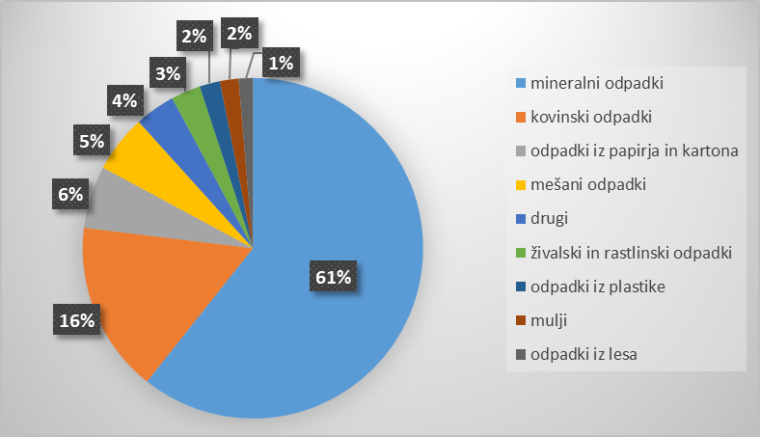 2%
2%
1%
3%
4%
5%
6%
16%
61%
mineralni odpadki
kovinski odpadki
odpadki iz papirja in kartona
mešani odpadki
drugi
živalski in rastlinski odpadki
odpadki iz plastike
mulji
odpadki iz lesa